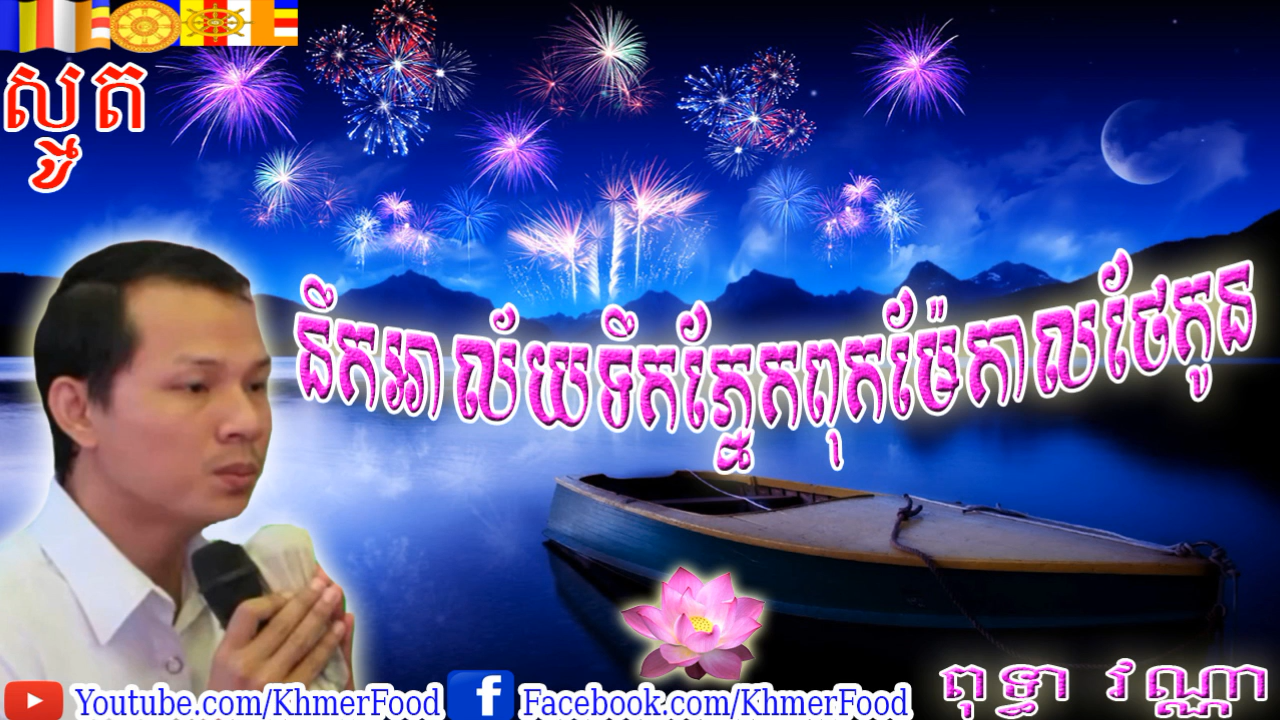 ស្មូត
នឹកអាល័យទឹកភ្នែកពុកម៉ែកាលថែកូន
ពុទ្ធា វណ្ណា
Youtube.com/KhmerFood
Facebook.com/KhmerFood